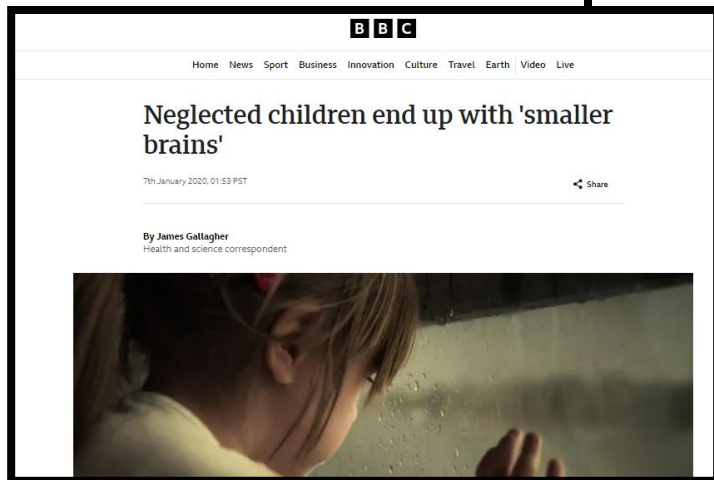 BBC
Home News Sport Business Innovation Culture Travel Earth Video Live
Neglected children end up with 'smaller
brains'
7th January 2020, 01:53 PST
Share
By James Gallagher
Health and science correspondent